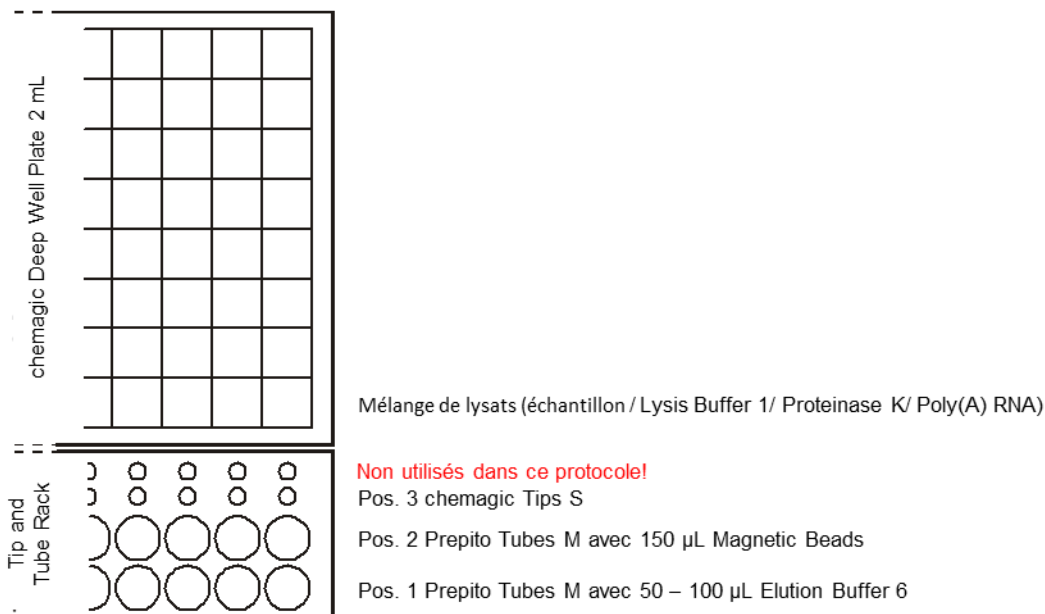 chemagic Deep Well Plate 2 mL
Mélange de lysats (échantillon / Lysis Buffer 1/ Proteinase K/ Poly(A) RNA)
Tip and
Tube Rack
Non utilisés dans ce protocole!
Pos. 3 chemagic Tips S
Pos. 2 Prepito Tubes M avec 150 µL Magnetic Beads
Pos. 1 Prepito Tubes M avec 50 – 100 µL Elution Buffer 6